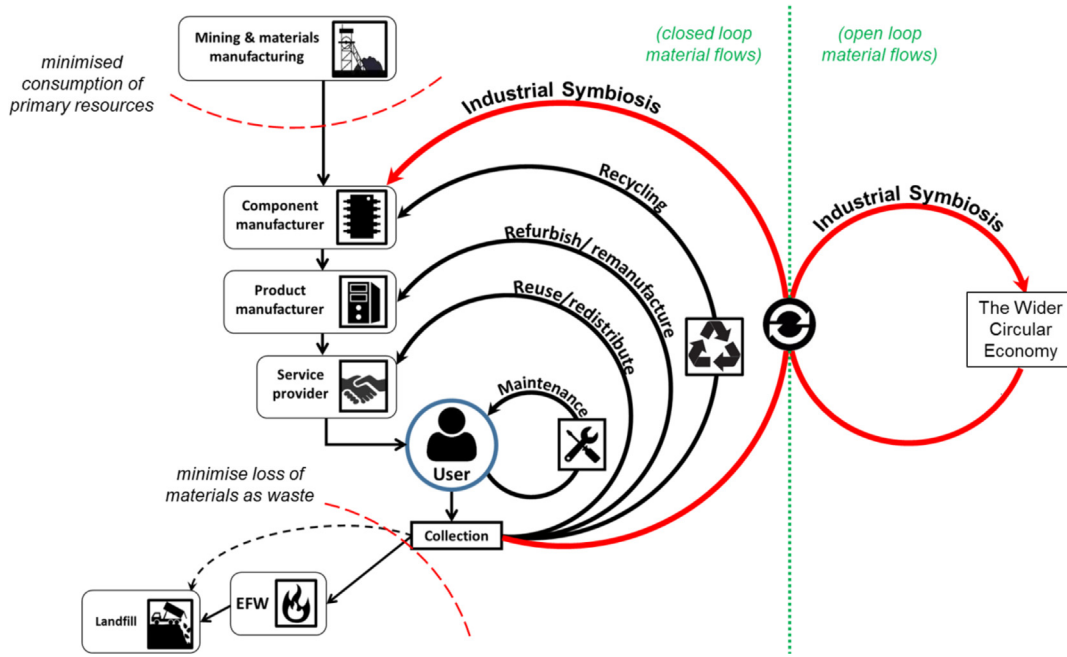 Mining & materials
manufacturing
minimised
consumption of
primary resources
(closed loop
material flows)
(open loop
material flows)
Industrial Symbiosis
Recycling
Component
manufacturer
Refurbish/remanufacture
Industrial Symbiosis
Product
manufacturer
Reuse/redistribute
The Wider
Circular
Economy
Service
provider
Maintenance
User
minimise loss of
materials as waste
Collection
EFW
Landfill